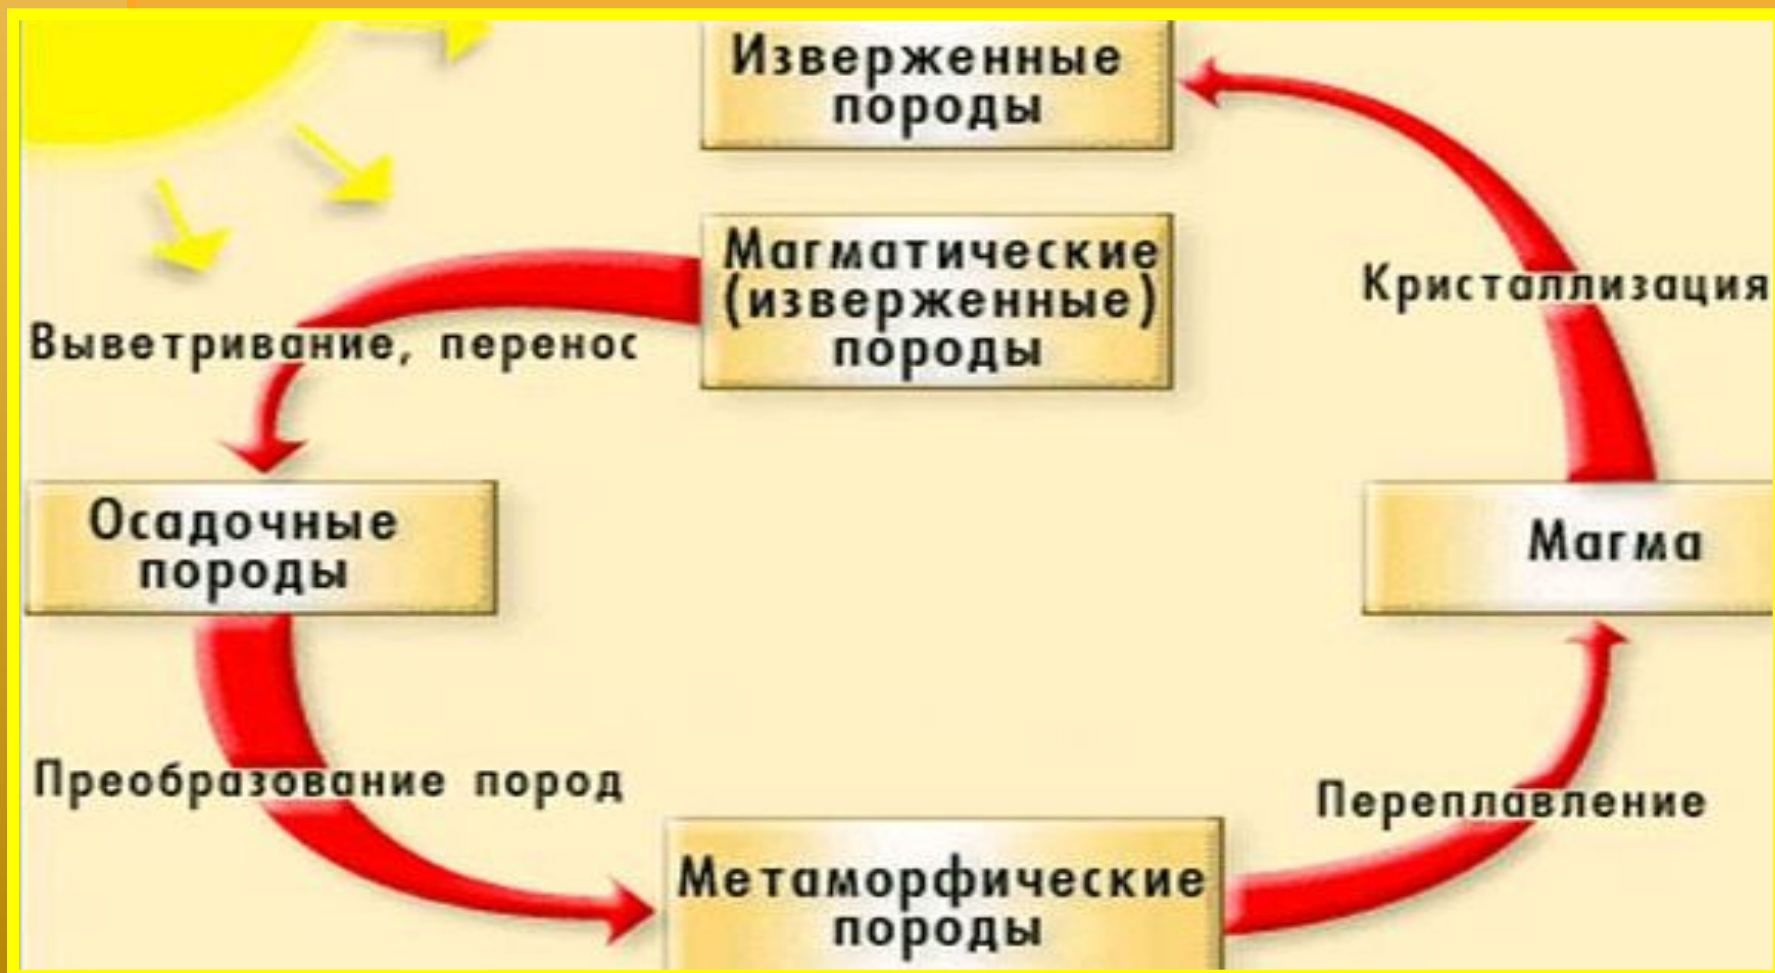 Изверженные
породы
Магматические
(изверженные)
породы
Кристаллизация
Выветривание, перенос
Осадочные
породы
Магма
Преобразование пород
Переплавление
Метаморфические
породы